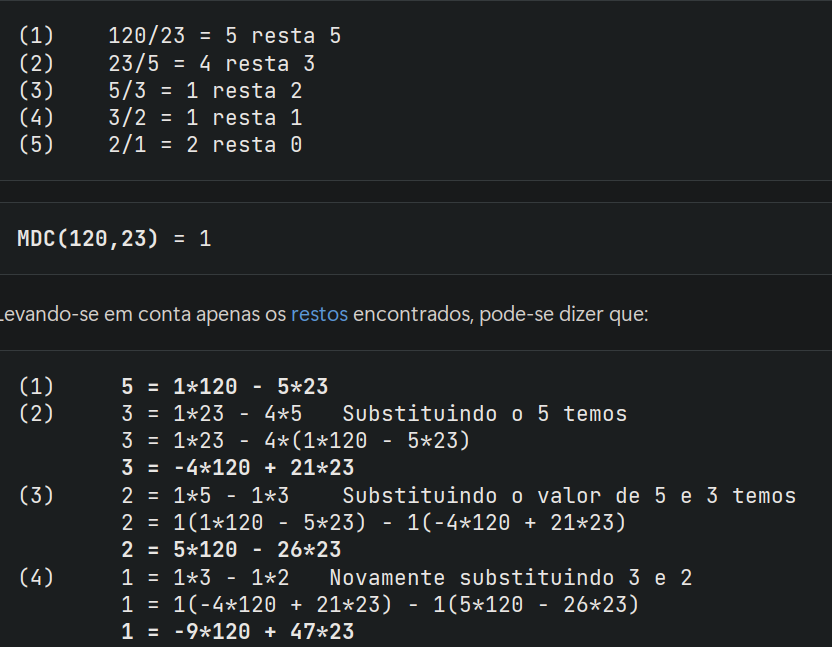 (1) 120/23 = 5 resta 5
(2) 23/5 = 4 resta 3
(3) 5/3 = 1 resta 2
(4) 3/2 = 1 resta 1
(5) 2/1 = 2 resta 0
MDC(120,23) = 1
Levando-se em conta apenas os restos encontrados, pode-se dizer que:
(1) 5 = 1*120 - 5*23
(2) 3 = 1*23 - 4*5 Substituindo o 5 temos
3 = 1*23 - 4*(1*120 - 5*23)
3 = -4*120 + 21*23
(3) 2 = 1*5 - 1*3 Substituindo o valor de 5 e 3 temos
2 = 1(1*120 - 5*23) - 1(-4*120 + 21*23)
2 = 5*120 - 26*23
(4) 1 = 1*3 - 1*2 Novamente substituindo 3 e 2
1 = 1(-4*120 + 21*23) - 1(5*120 - 26*23)
1 = -9*120 + 47*23